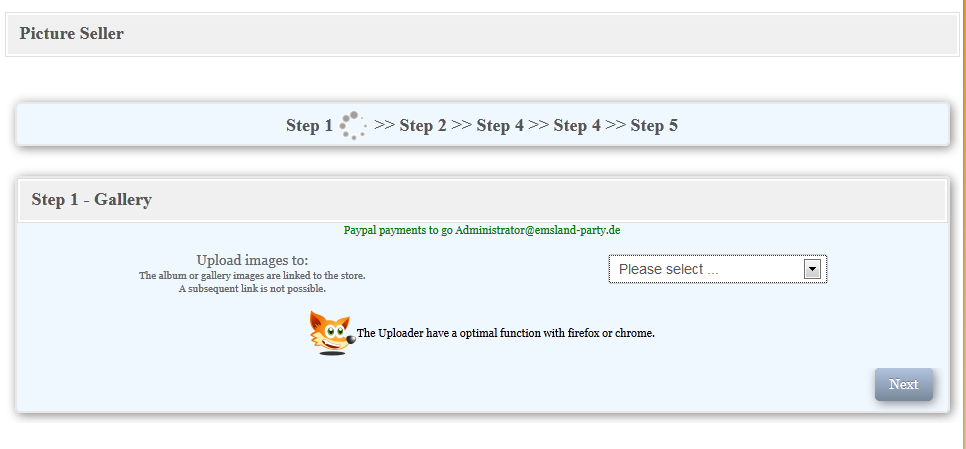 Picture Seller
Step 1 >> Step 2 >> Step 4 >> Step 4 >> Step 5
Step 1 - Gallery
Paypal payments to go Administrator@emsland-party.de
Upload images to:
The album or gallery images are linked to the store.
A subsequent link is not possible.
Please select ...
The Uploader have a optimal function with firefox or chrome.
Next